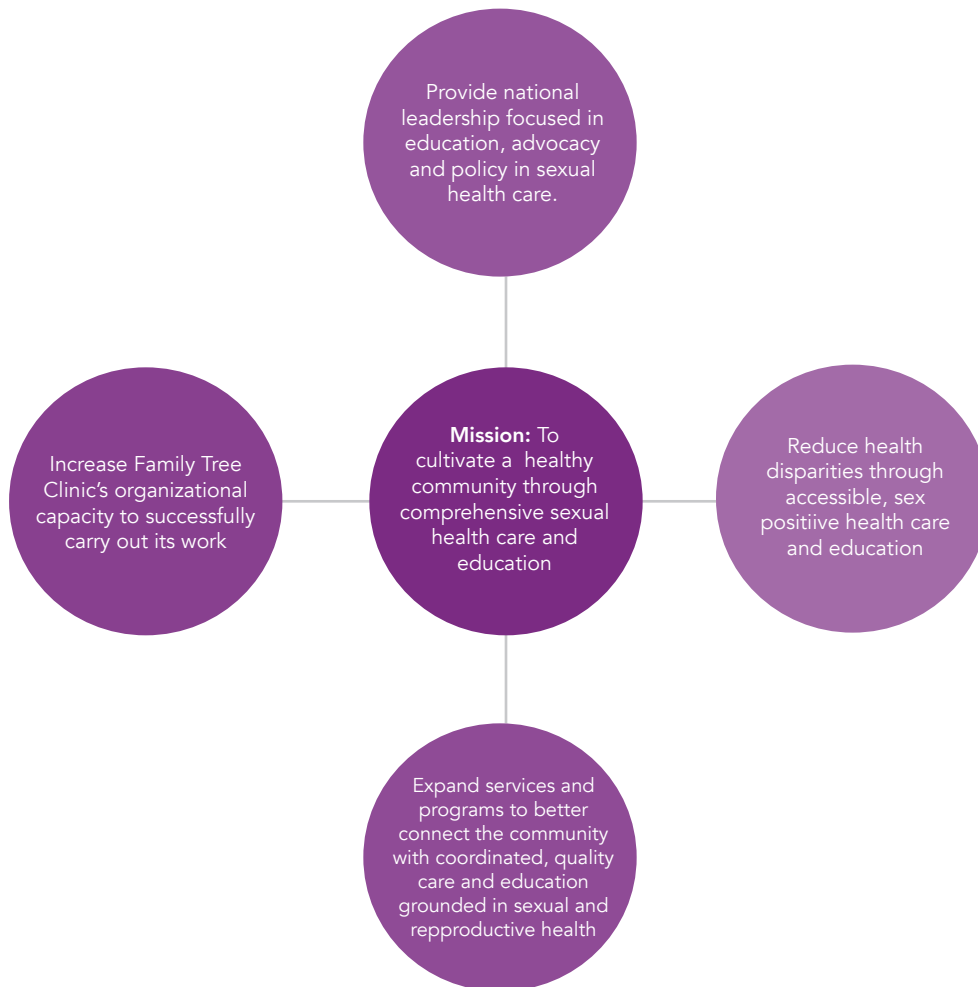 Provide national
leadership focused in
education, advocacy
and policy in sexual
health care.
Increase Family Tree
Clinic's organizational
capacity to successfully
carry out its work
Mission: To
cultivate a healthy
community through
comprehensive sexual
health care and
education
Reduce health
disparities through
accessible, sex
positiive health care
and education
Expand services and
programs to better
connect the community
with coordinated, quality
care and education
grounded in sexual and
repproductive health